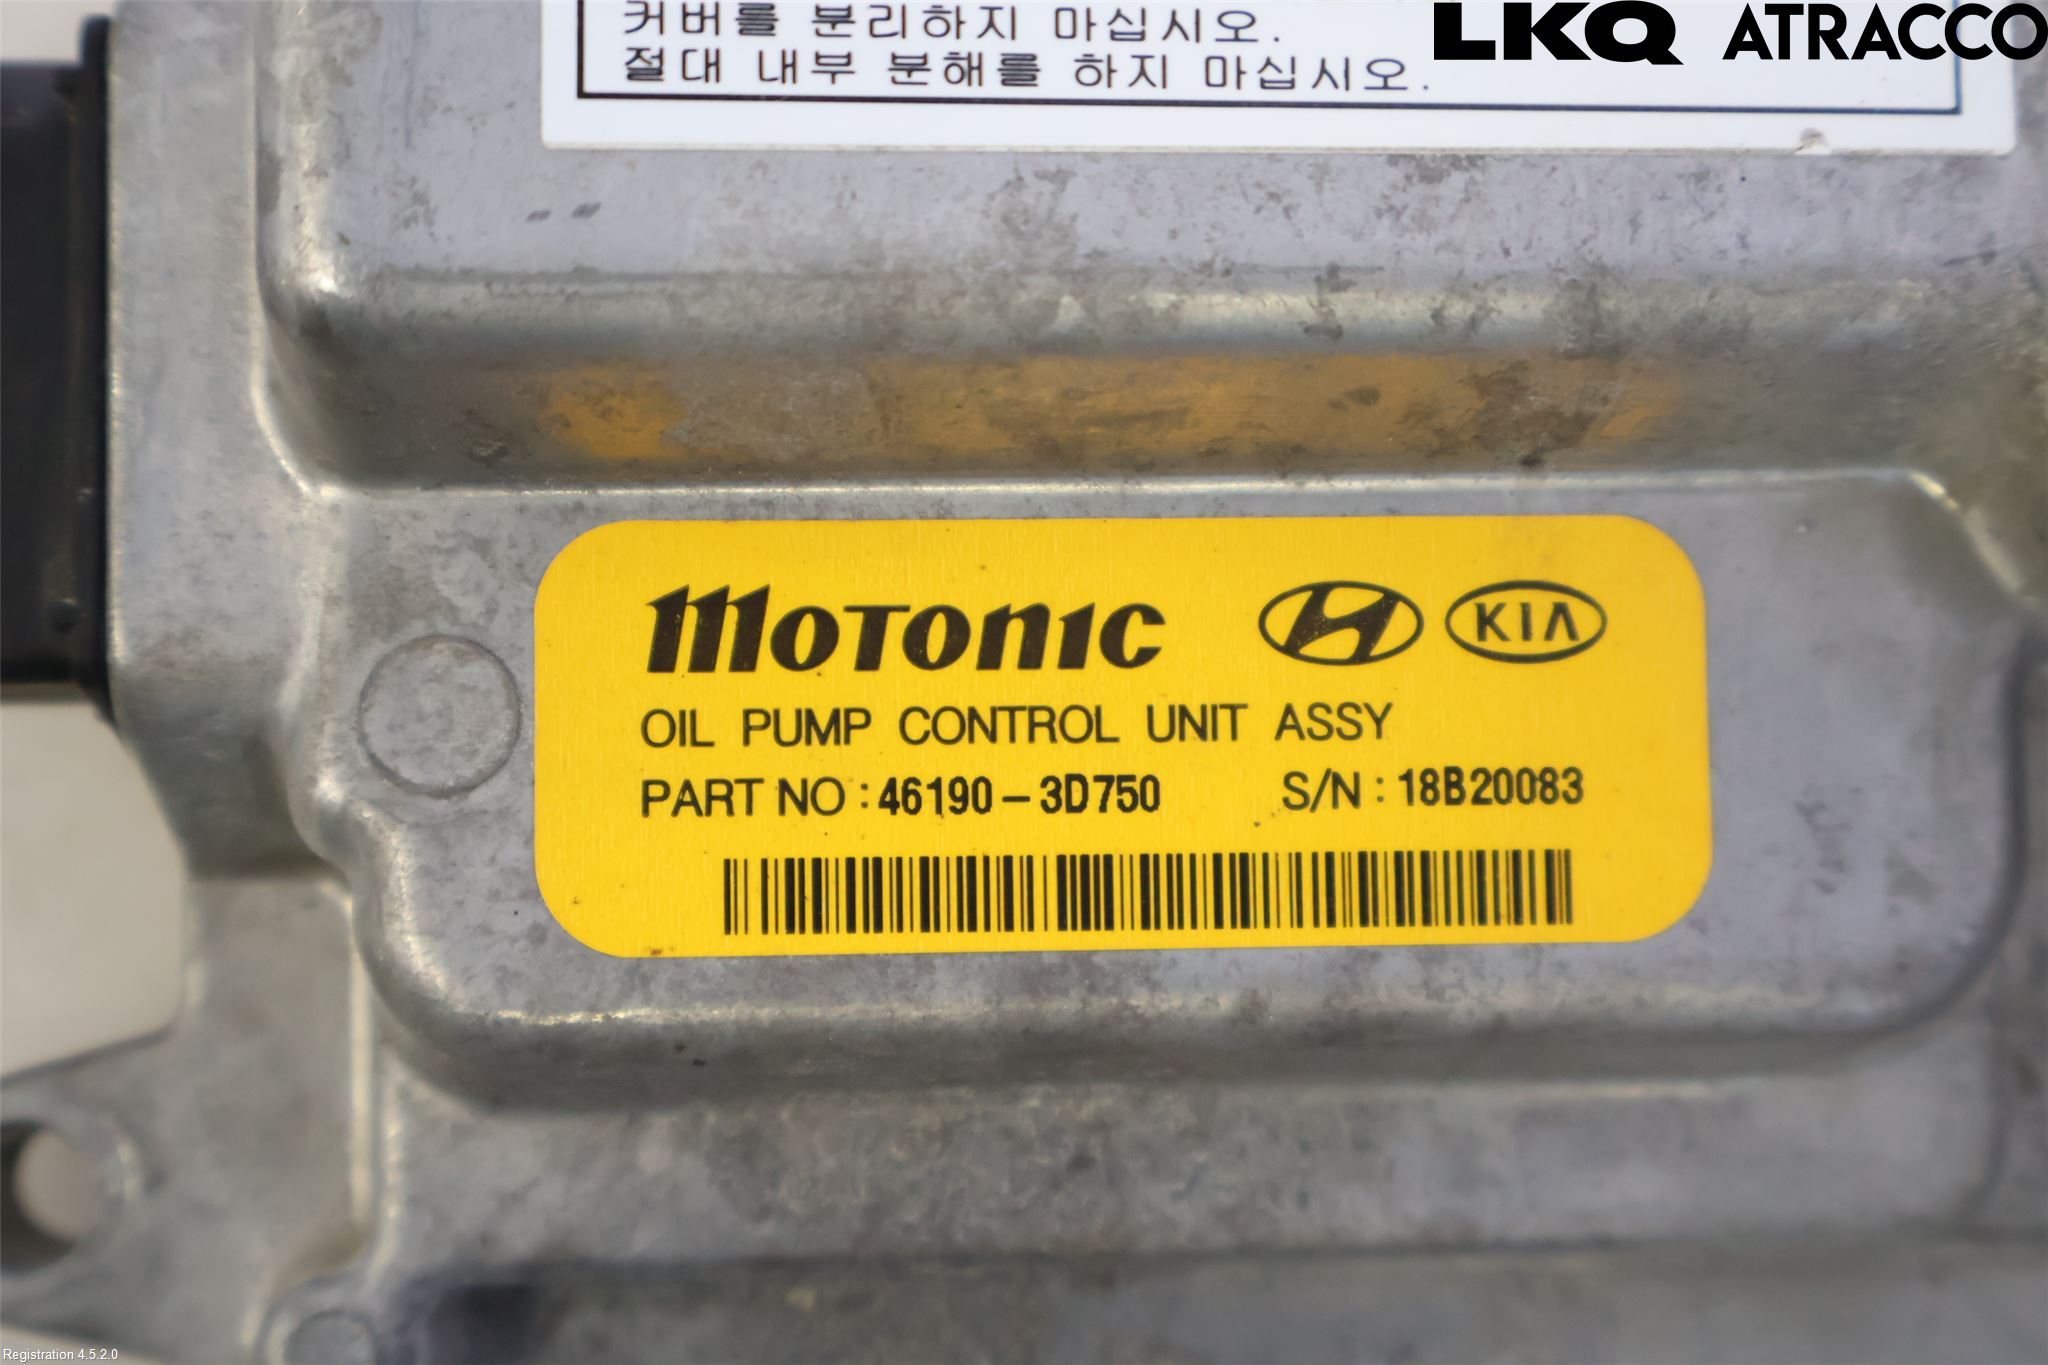 LKQ ATRACCO
커버를 분리하지 마십시오.
절대 내부 분해를 하지 마십시오.
MOTONIC KIA
OIL PUMP CONTROL UNIT ASSY
PART NO : 46190 - 3D750 S/N : 18B20083
Registration 4.5.2.0